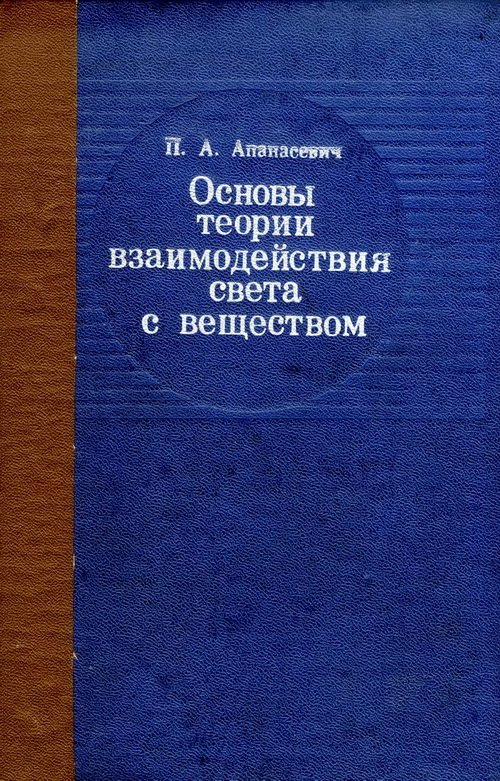 П. А. Апанасевич
Основы
теории
взаимодействия
света
с веществом